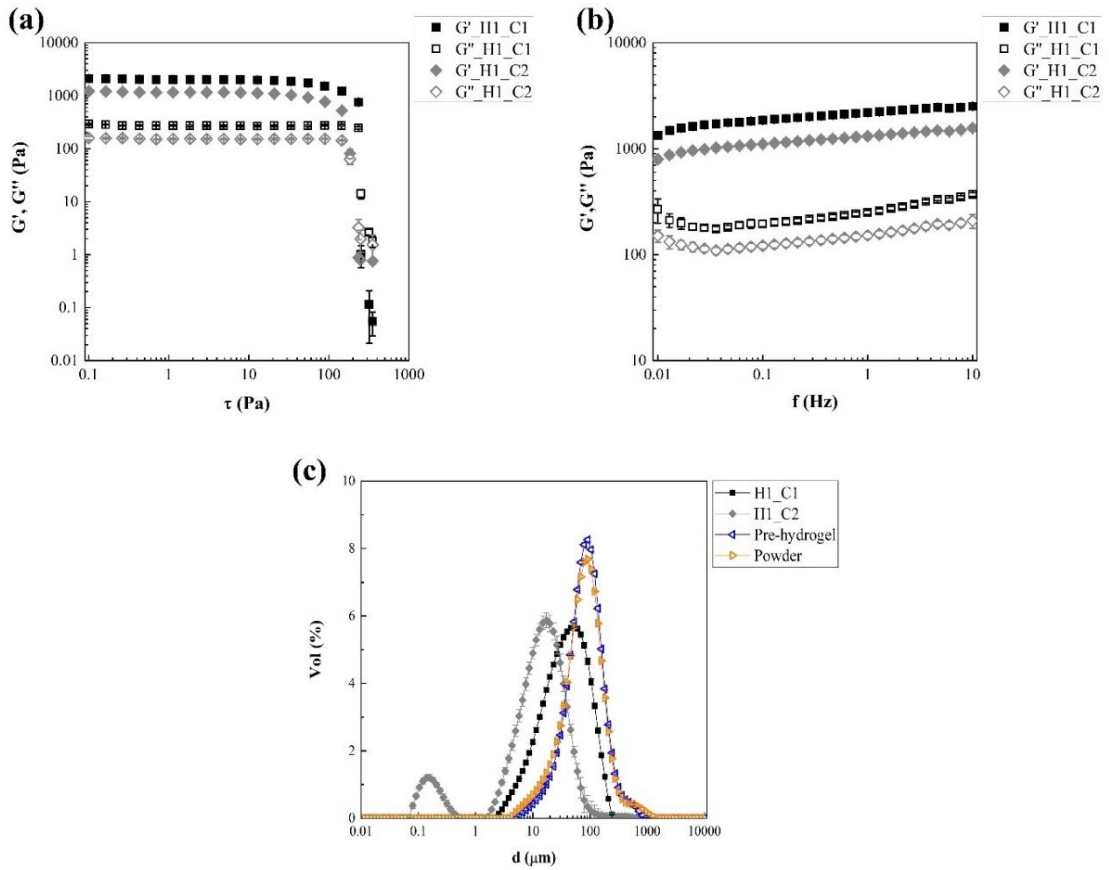 (a)
G'_H1_C1
G''_H1_C1
G'_H1_C2
G''_H1_C2
10000
1000
100
10
1
0.1
0.01
G', G'' (Pa)
0.1 1 10 100 1000
τ (Pa)
(b)
G'_H1_C1
G''_H1_C1
G'_H1_C2
G''_H1_C2
10000
1000
100
10
G',G'' (Pa)
0.01 0.1 1 10
f (Hz)
(c)
H1_C1
H1_C2
Pre-hydrogel
Powder
10
8
6
4
2
0
Vol (%)
0.01 0.1 1 10 100 1000 10000
d (μm)